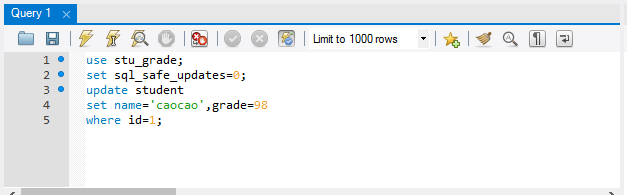 Query 1
Limit to 1000 rows
1 use stu_grade;
2 set sql_safe_updates=0;
3 update student
4 set name='caocao',grade=98
5 where id=1;